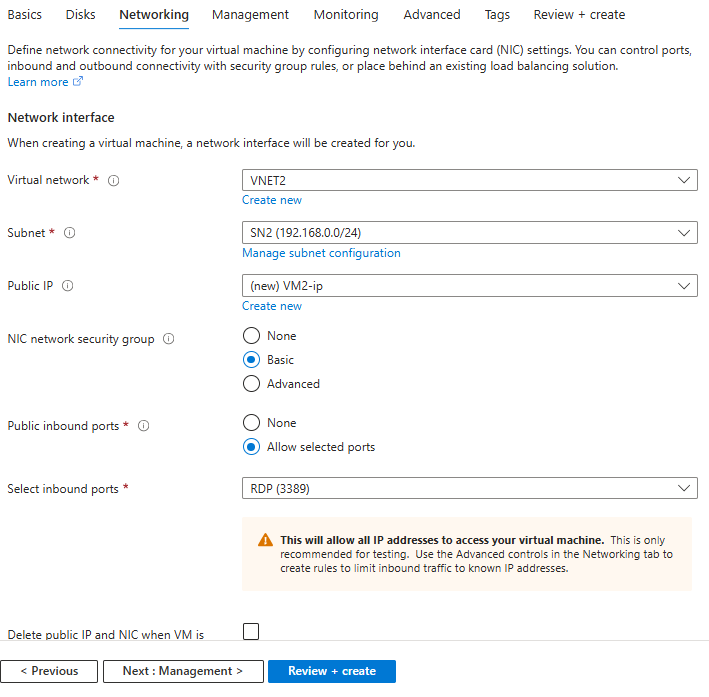 Basics Disks Networking Management Monitoring Advanced Tags Review + create
Define network connectivity for your virtual machine by configuring network interface card (NIC) settings. You can control ports,
inbound and outbound connectivity with security group rules, or place behind an existing load balancing solution.
Learn more
Network interface
When creating a virtual machine, a network interface will be created for you.
Virtual network *
VNET2
Create new
Subnet *
SN2 (192.168.0.0/24)
Manage subnet configuration
Public IP
(new) VM2-ip
Create new
NIC network security group
None
Basic
Advanced
Public inbound ports *
None
Allow selected ports
Select inbound ports *
RDP (3389)
This will allow all IP addresses to access your virtual machine. This is only
recommended for testing. Use the Advanced controls in the Networking tab to
create rules to limit inbound traffic to known IP addresses.
Delete public IP and NIC when VM is
< Previous
Next : Management >
Review + create